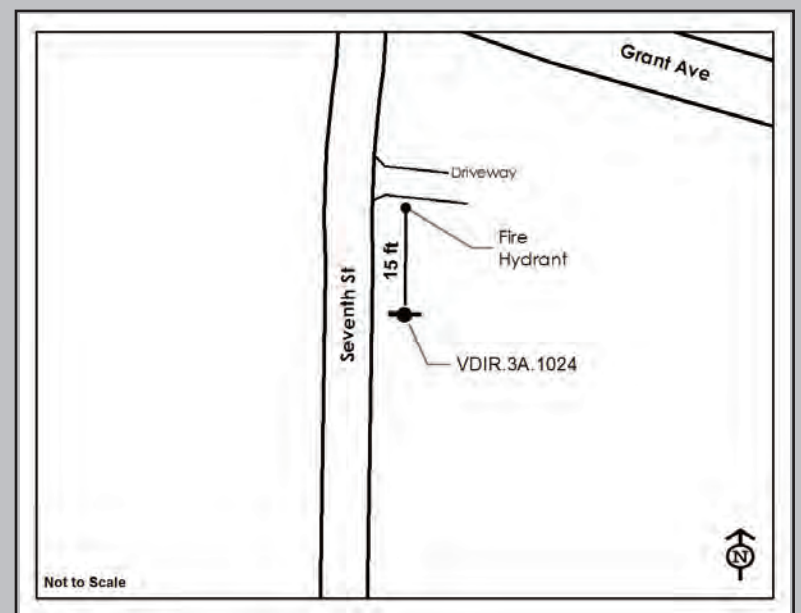 Grant Ave
Driveway
Fire
Hydrant
15 ft
Seventh St
VDIR.3A.1024
N
Not to Scale